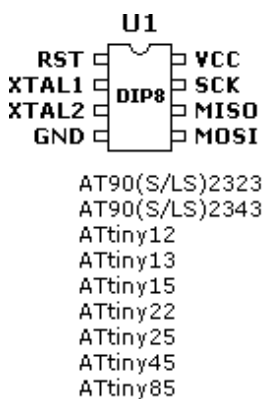 U1
RST VCC
XTAL1 SCK
DIP8
XTAL2 MISO
GND MOSI
AT90(S/LS)2323
AT90(S/LS)2343
ATtiny12
ATtiny13
ATtiny15
ATtiny22
ATtiny25
ATtiny45
ATtiny85